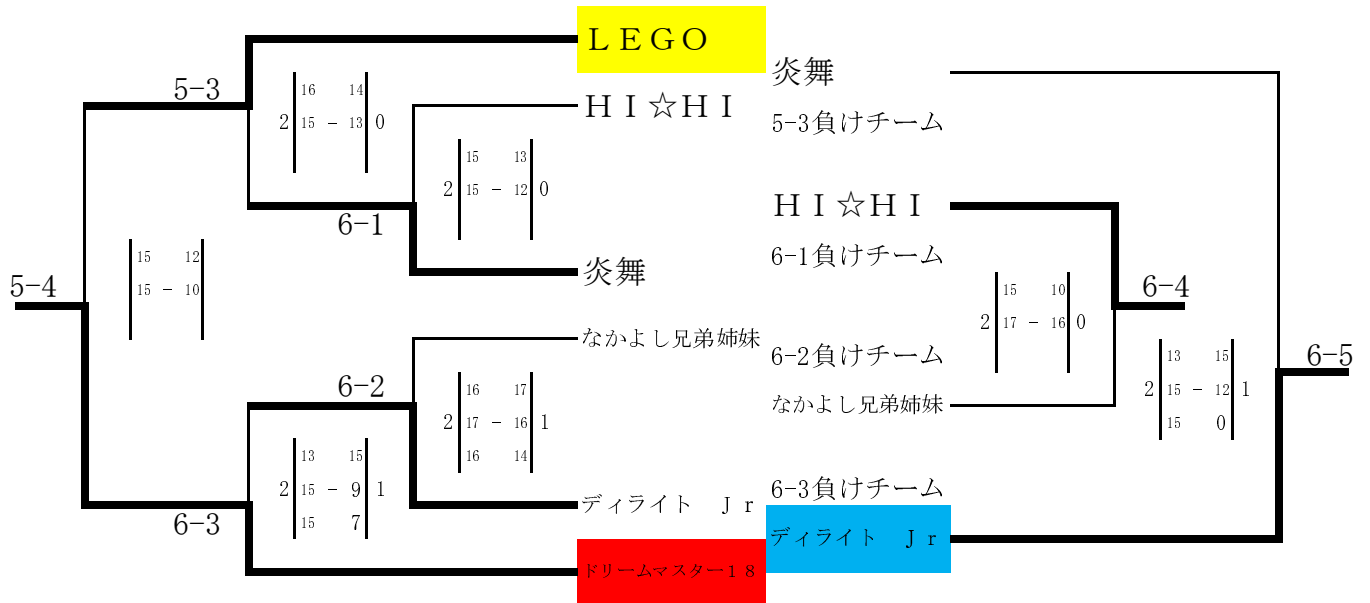 ＬＥＧＯ
炎舞
5-3
16 14
2 15 - 13 0
ＨＩ☆ＨＩ
5-3負けチーム
15 13
2 15 - 12 0
6-1
ＨＩ☆ＨＩ
6-1負けチーム
15 12
15 - 10
炎舞
5-4
15 10
2 17 - 16 0
6-4
なかよし兄弟姉妹
6-2負けチーム
6-2
16 17
2 17 - 16 1
16 14
13 15
2 15 - 12 1
15 0
6-5
なかよし兄弟姉妹
13 15
2 15 - 9 1
15 7
6-3負けチーム
ディライト　Ｊｒ
6-3
ディライト　Ｊｒ
ドリームマスター１８